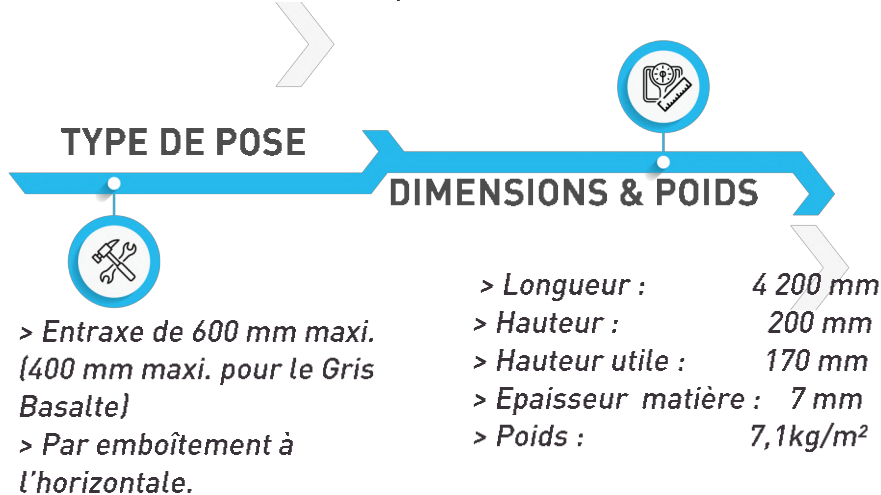 TYPE DE POSE
> Entraxe de 600 mm maxi.
(400 mm maxi. pour le Gris
Basalte)
> Par emboîtement à
l'horizontale.
DIMENSIONS & POIDS
> Longueur : 4 200 mm
> Hauteur : 200 mm
> Hauteur utile : 170 mm
> Epaisseur matière : 7 mm
> Poids : 7,1kg/m²